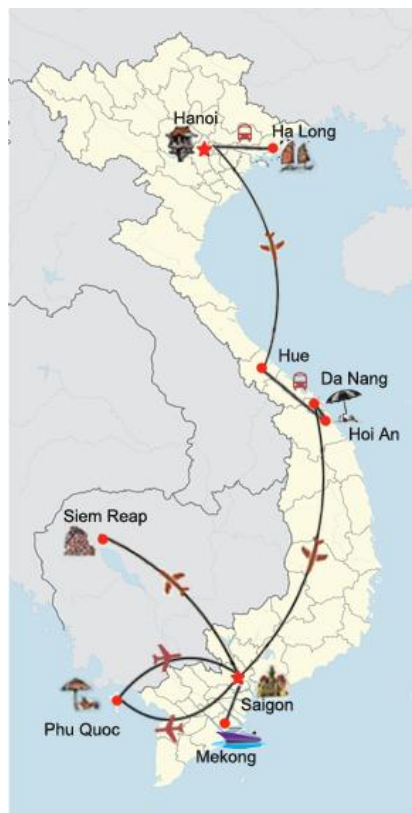 Hanoi
Ha Long
Hue
Da Nang
Hoi An
Siem Reap
Saigon
Phu Quoc
Mekong